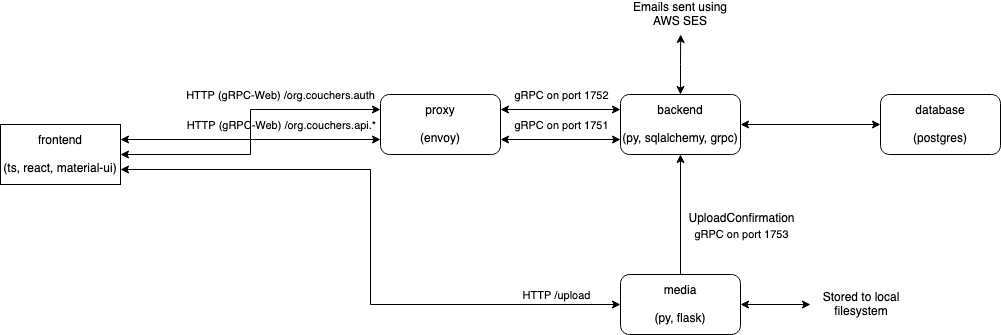 Emails sent using
AWS SES
HTTP (gRPC-Web) /org.couchers.auth
proxy
(envoy)
gRPC on port 1752
backend
(py, sqlalchemy, grpc)
database
(postgres)
HTTP (gRPC-Web) /org.couchers.api.*
gRPC on port 1751
frontend
(ts, react, material-ui)
UploadConfirmation
gRPC on port 1753
HTTP /upload
media
(py, flask)
Stored to local
filesystem